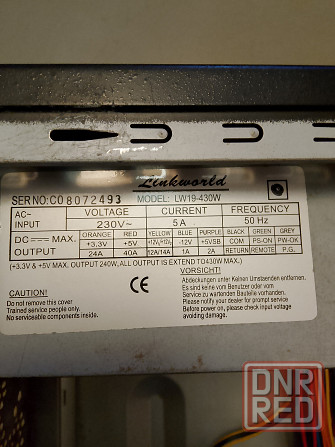 Linkworld
SER NO:C0 8072493 MODEL: LW19-430W
AC~ INPUT
VOLTAGE CURRENT FREQUENCY
230V~ 5A 50 Hz
DC⎓ MAX. OUTPUT
ORANGE RED YELLOW BLUE PURPLE BLACK GREEN GREY
+3.3V +5V +12V1/+12V2 -12V +5VSB COM PS-ON PW-OK
24A 40A 12A/14A 1A 2A RETURN REMOTE P.G.
(+3.3V & +5V MAX. OUTPUT 240W, ALL OUTPUT IS EXTEND TO430W MAX.)
CAUTION!
Do not remove this cover
Trained service people only.
No serviceable components inside.
CE
VORSICHT!
Abdeckungen unter Keinen Umstaenden entfernen.
Es sind keine vom Benutzer oder vom
Service zu wartenden Bauteile vorhanden.
Please notify your dealer for prompt service
Before power on, please check input voltage
avoiding damage.
DNR
RED